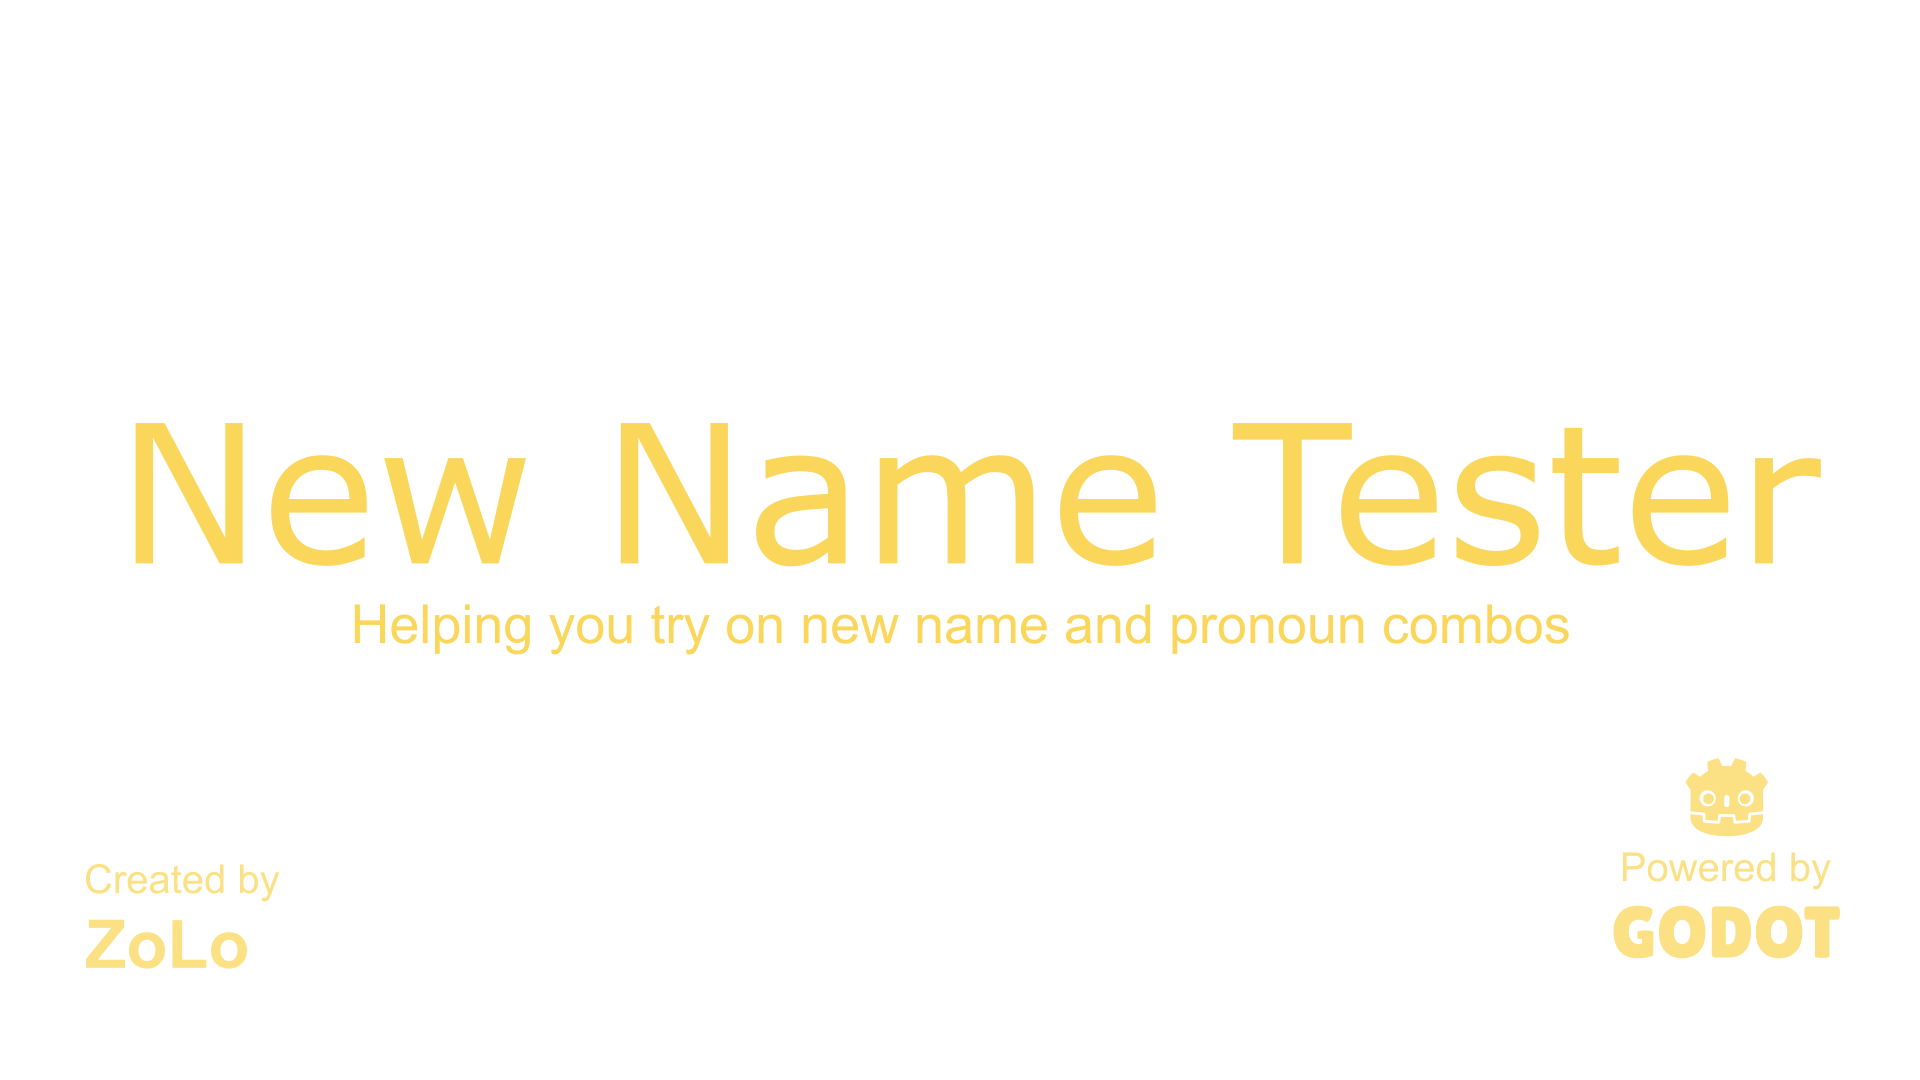 New Name Tester
Helping you try on new name and pronoun combos
Created by
ZoLo
Powered by
GODOT